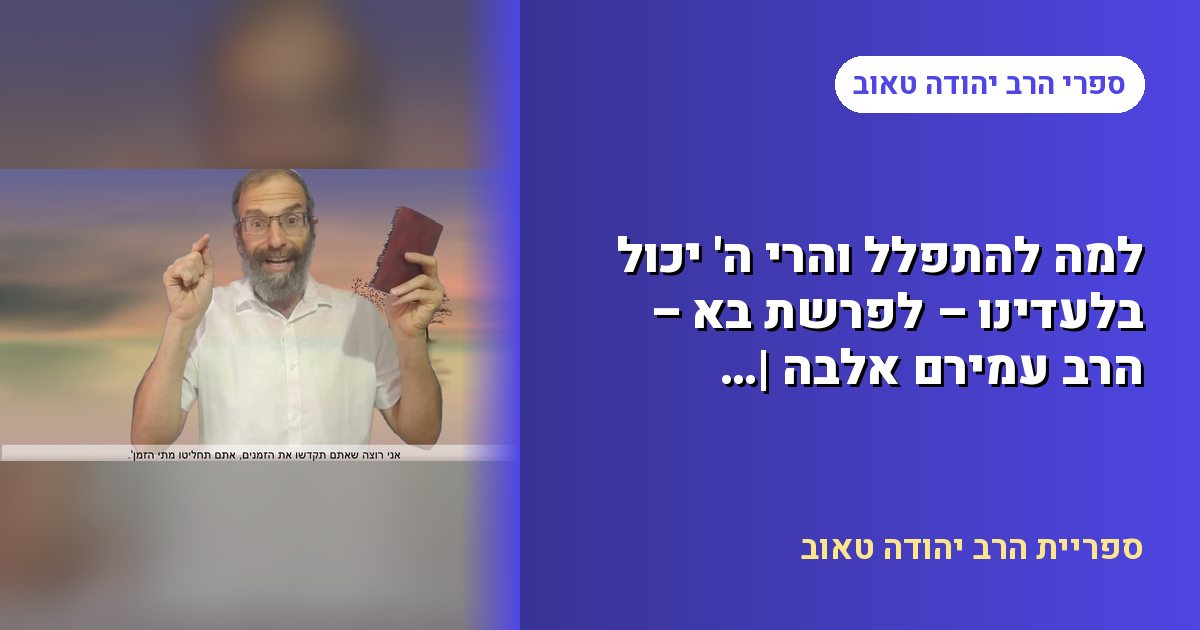 ספרי הרב יהודה טאוב
למה להתפלל והרי ה' יכול
בלעדינו – לפרשת בא –
הרב עמירם אלבה |...
ספריית הרב יהודה טאוב
אני רוצה שאתם תקדשו את הזמנים, אתם תחליטו מתי הזמן'.